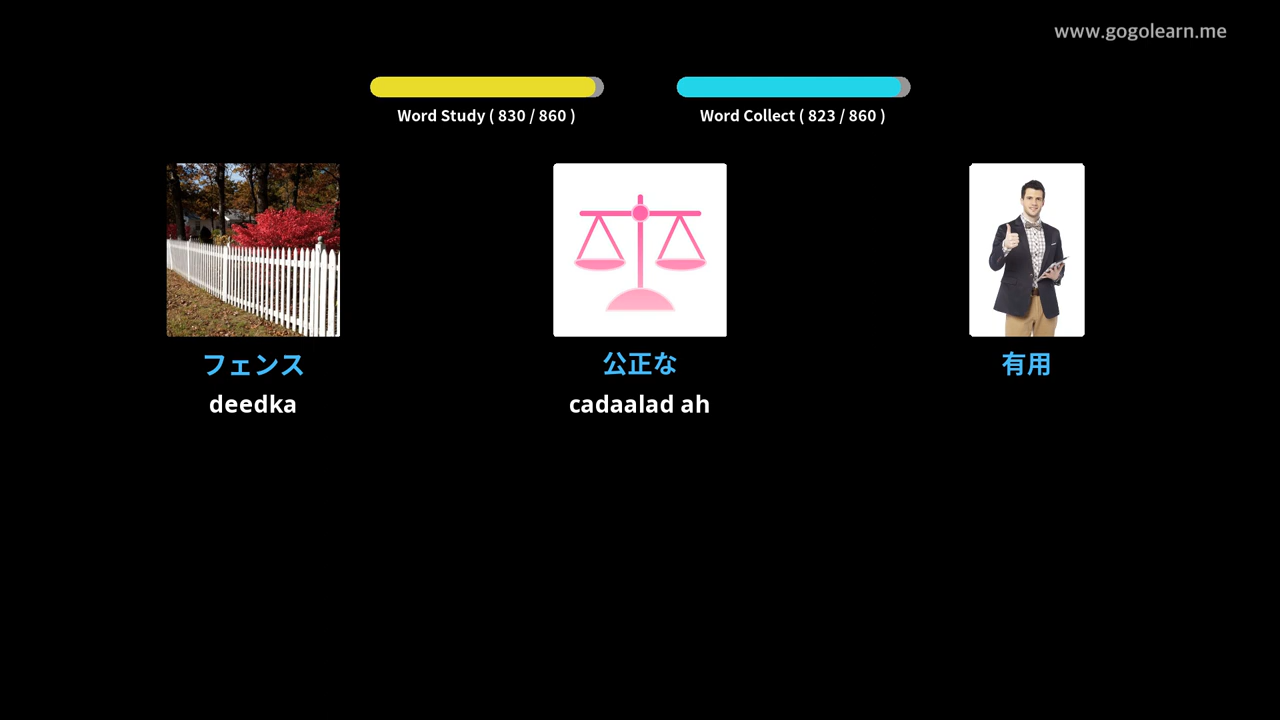 www.gogolearn.me
Word Study ( 830 / 860 )
Word Collect ( 823 / 860 )
フェンス
公正な
有用
deedka
cadaalad ah